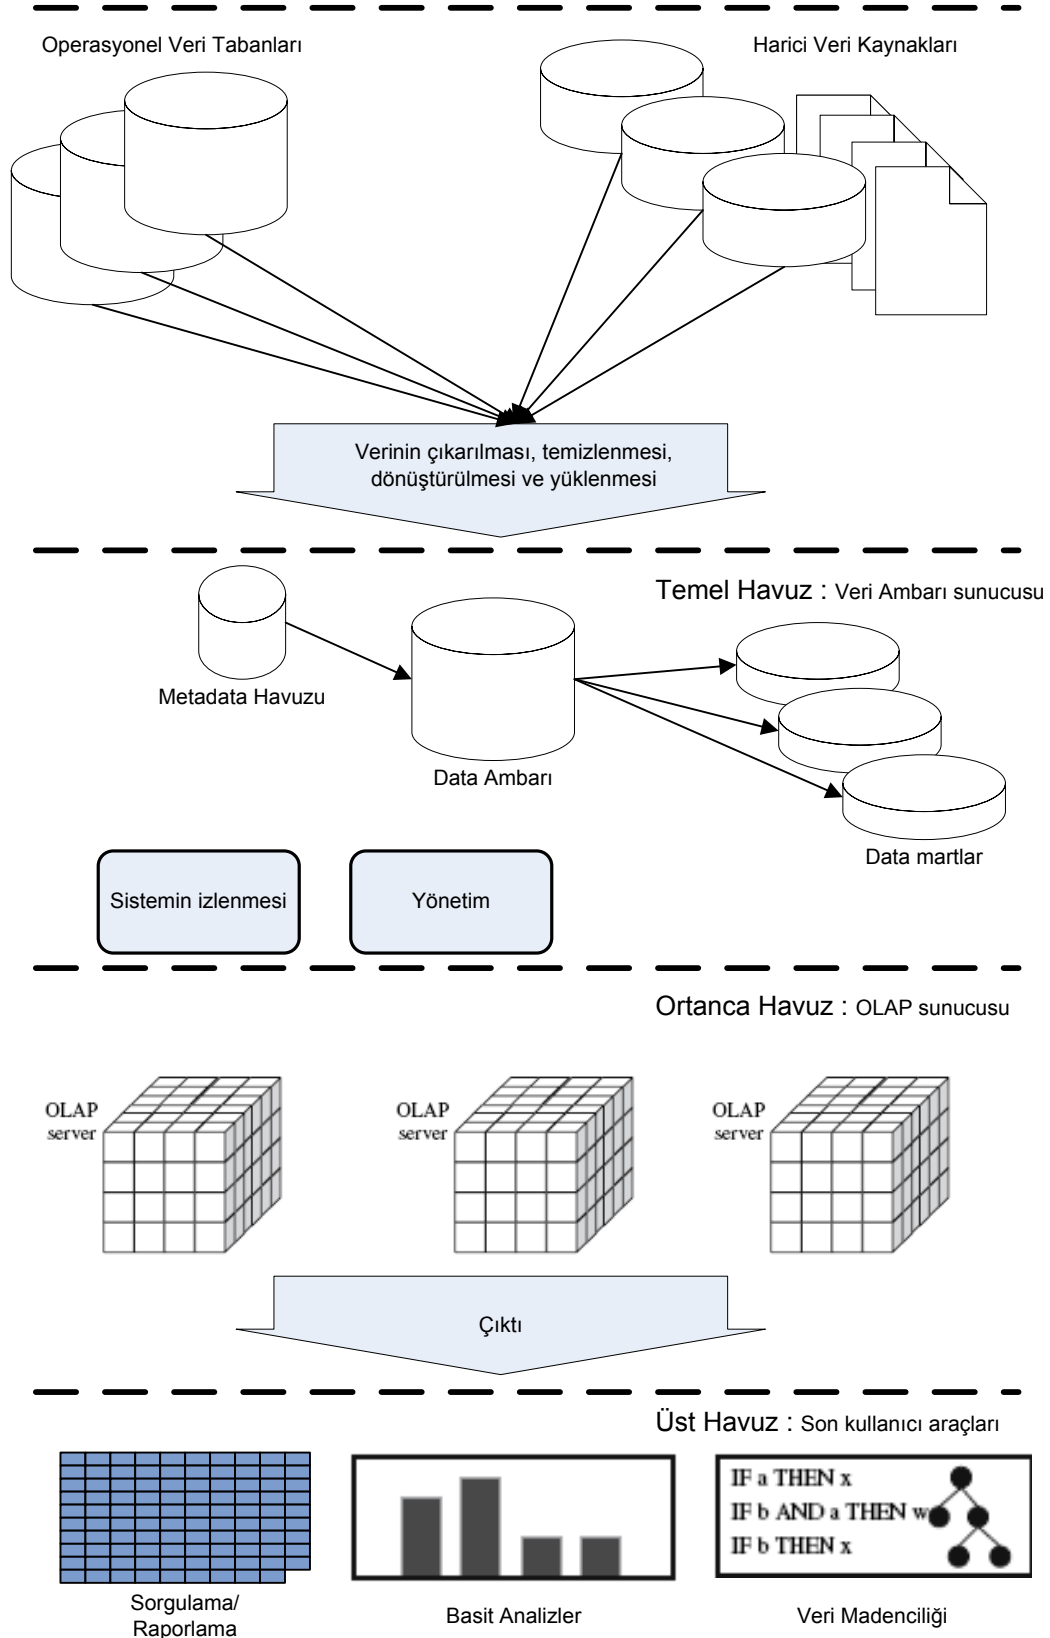 Operasyonel Veri Tabanları
Harici Veri Kaynakları
Verinin çıkarılması, temizlenmesi,
dönüştürülmesi ve yüklenmesi
Temel Havuz : Veri Ambarı sunucusu
Metadata Havuzu
Data Ambarı
Data martlar
Sistemin izlenmesi
Yönetim
Ortanca Havuz : OLAP sunucusu
OLAP
server
OLAP
server
OLAP
server
Çıktı
Üst Havuz : Son kullanıcı araçları
IF a THEN x
IF b AND a THEN w
IF b THEN x
Sorgulama/
Raporlama
Basit Analizler
Veri Madenciliği